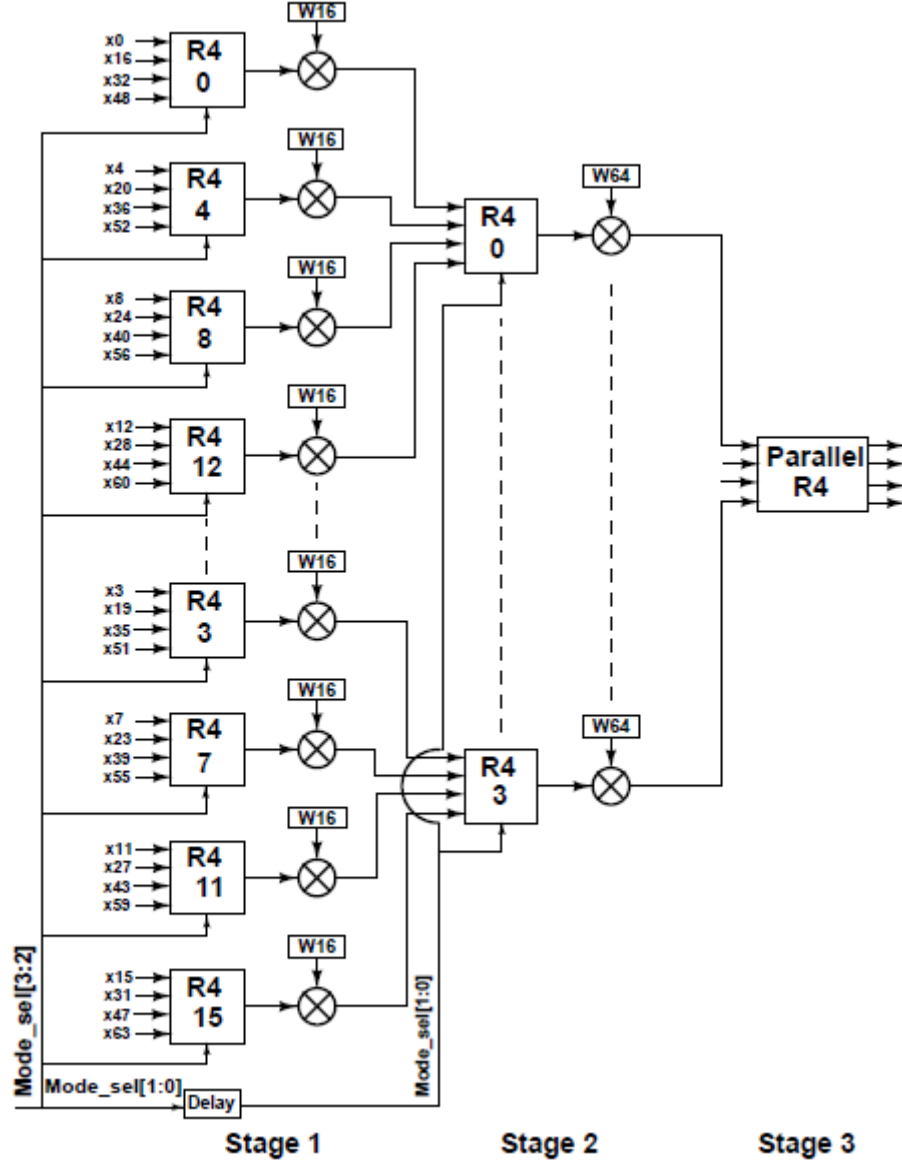 W16
x0
x16
x32
x48
R4
0
W16
x4
x20
x36
x52
R4
4
W64
R4
0
W16
x8
x24
x40
x56
R4
8
W16
x12
x28
x44
x60
R4
12
Parallel
R4
W16
x3
x19
x35
x51
R4
3
W16
x7
x23
x39
x55
R4
7
W64
R4
3
W16
x11
x27
x43
x59
R4
11
W16
x15
x31
x47
x63
R4
15
Mode_sel[3:2]
Mode_sel[1:0]
Mode_sel[1:0]
Delay
Stage 1
Stage 2
Stage 3